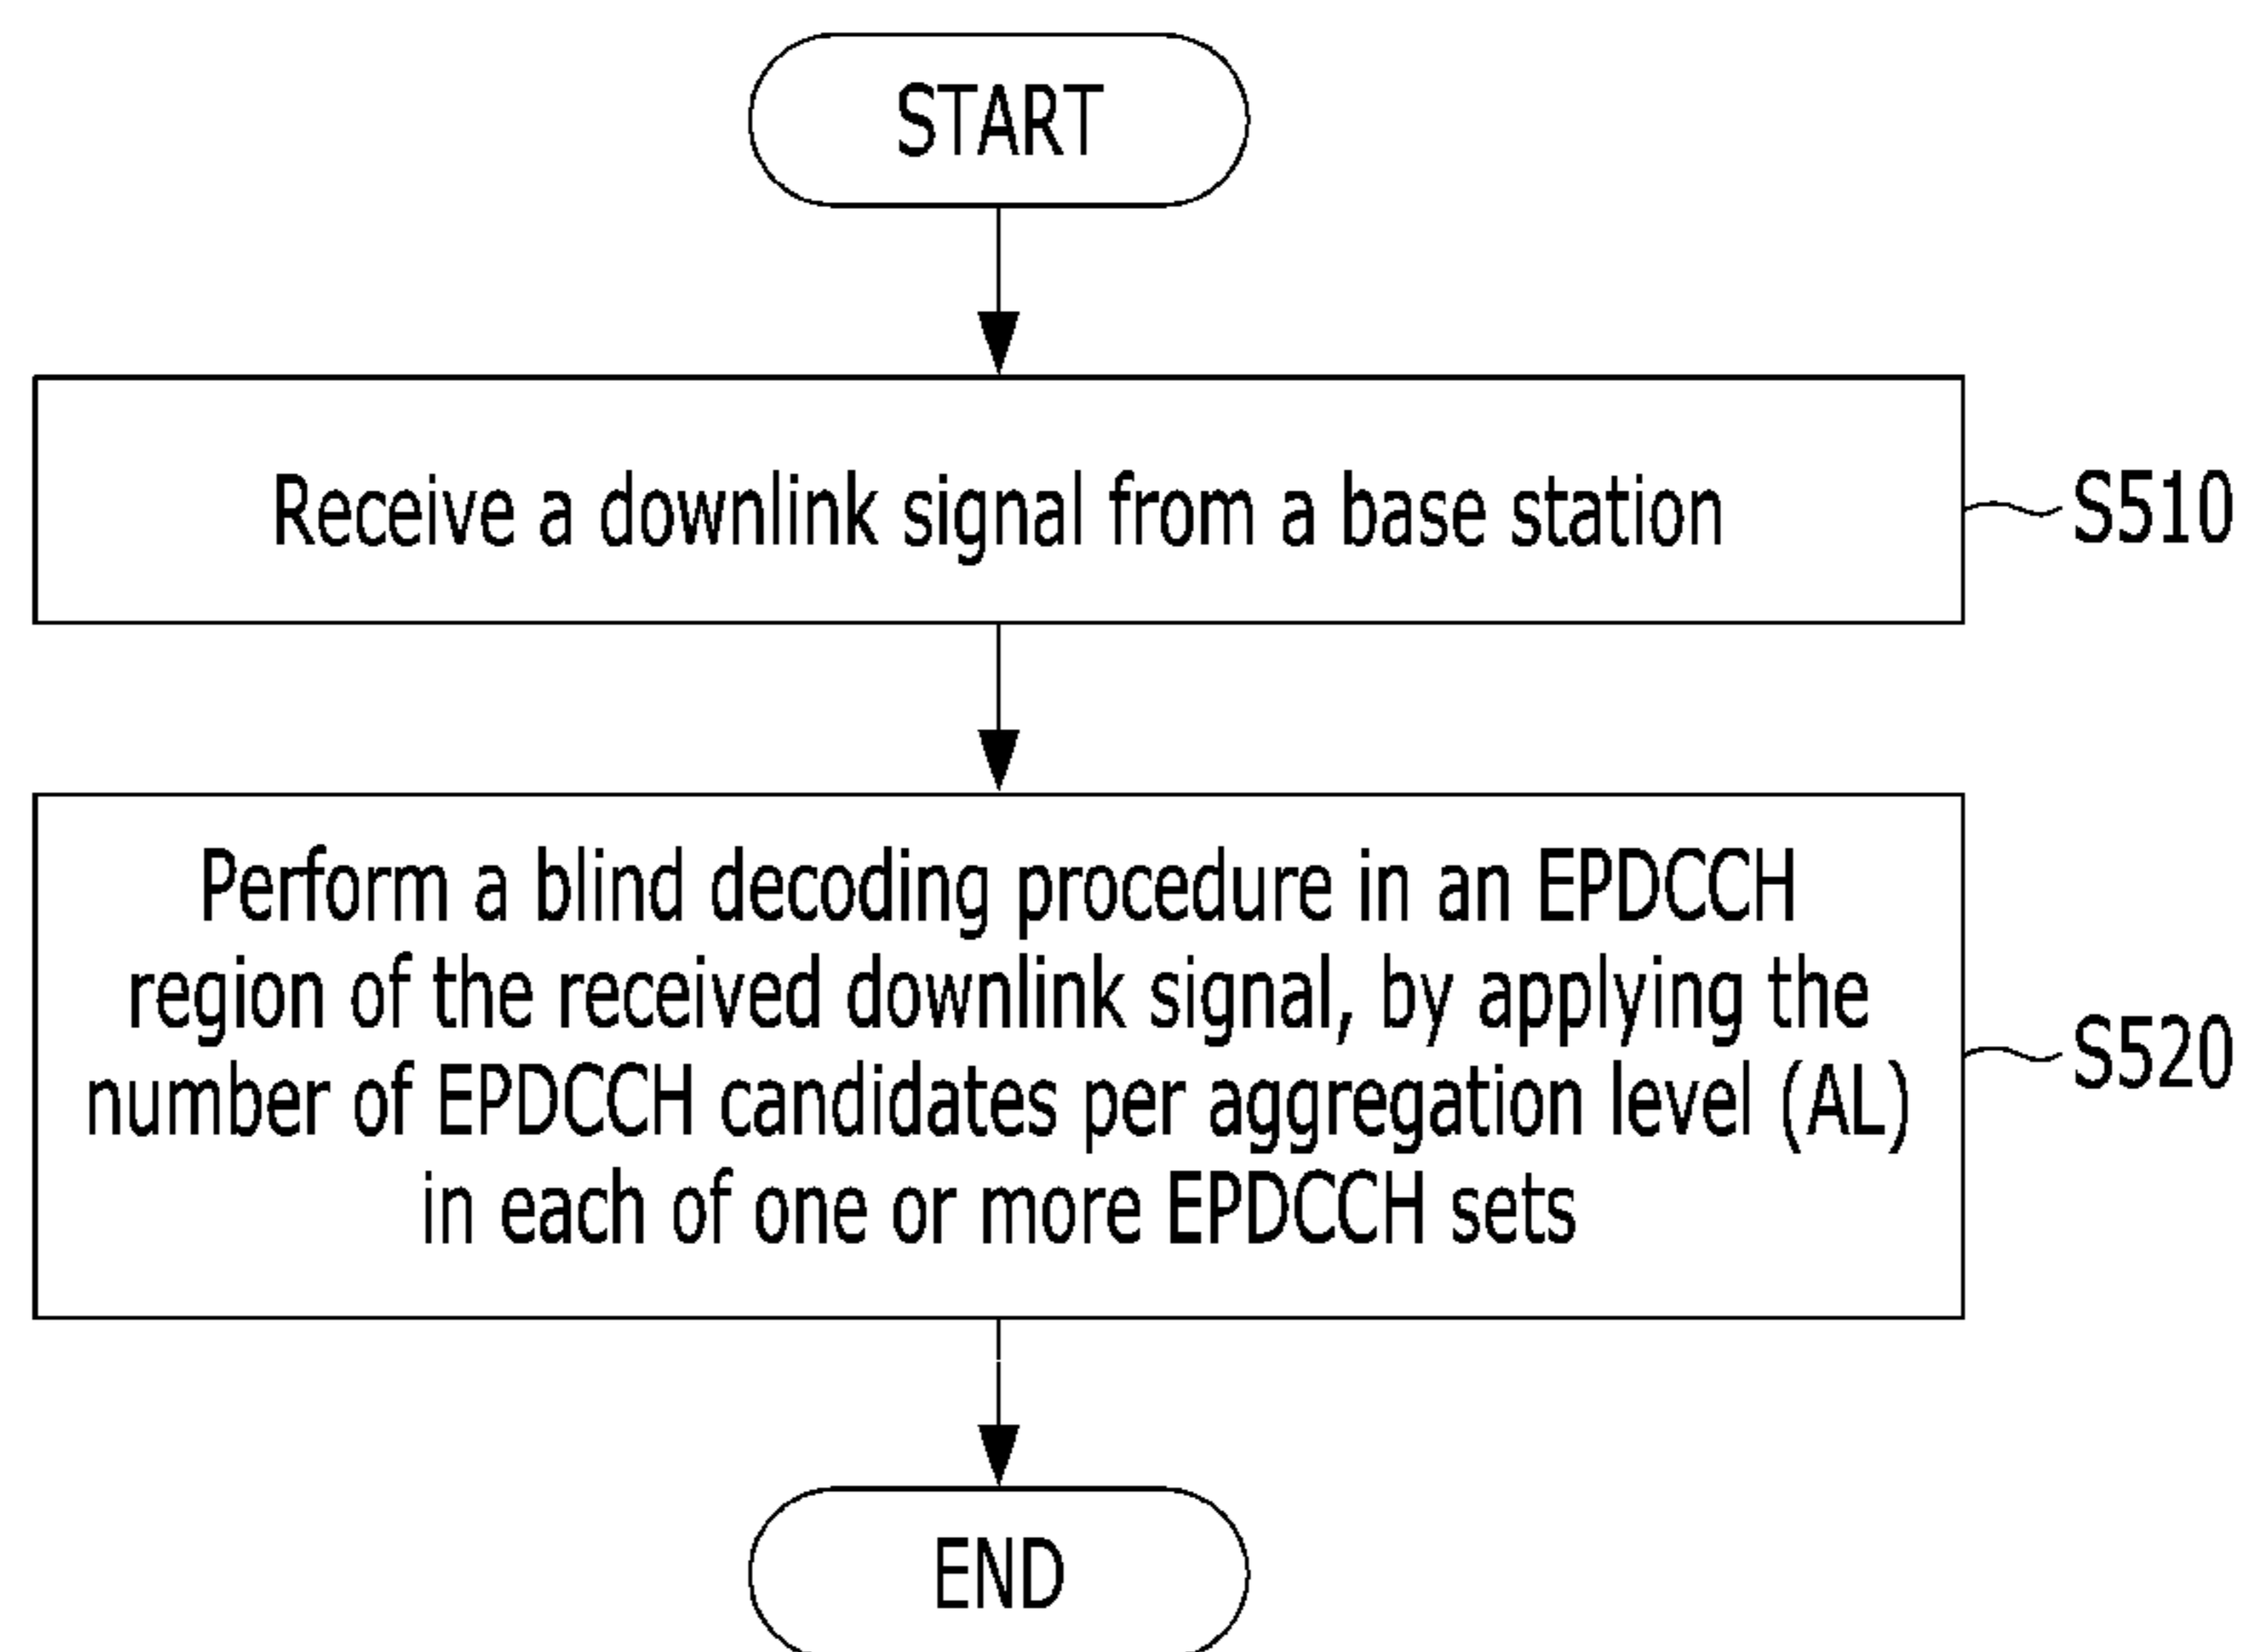 START
Receive a downlink signal from a base station
S510
Perform a blind decoding procedure in an EPDCCH
region of the received downlink signal, by applying the
number of EPDCCH candidates per aggregation level (AL)
in each of one or more EPDCCH sets
S520
END